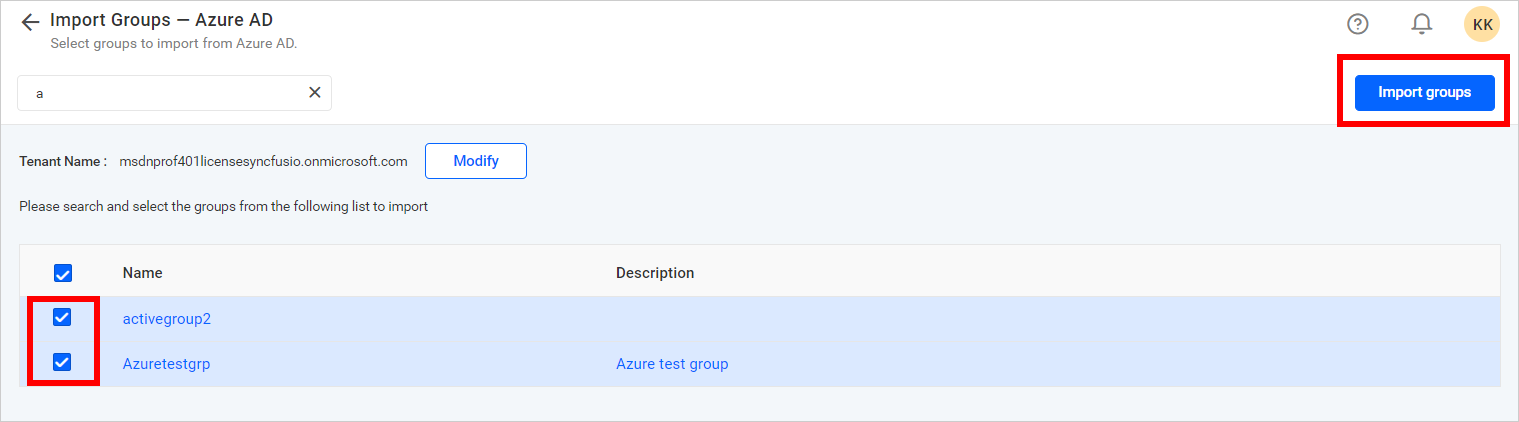 Import Groups — Azure AD
Select groups to import from Azure AD.
KK
a
Import groups
Tenant Name : msdnprof401licensesyncfusio.onmicrosoft.com Modify
Please search and select the groups from the following list to import
Name Description
activegroup2
Azuretestgrp Azure test group